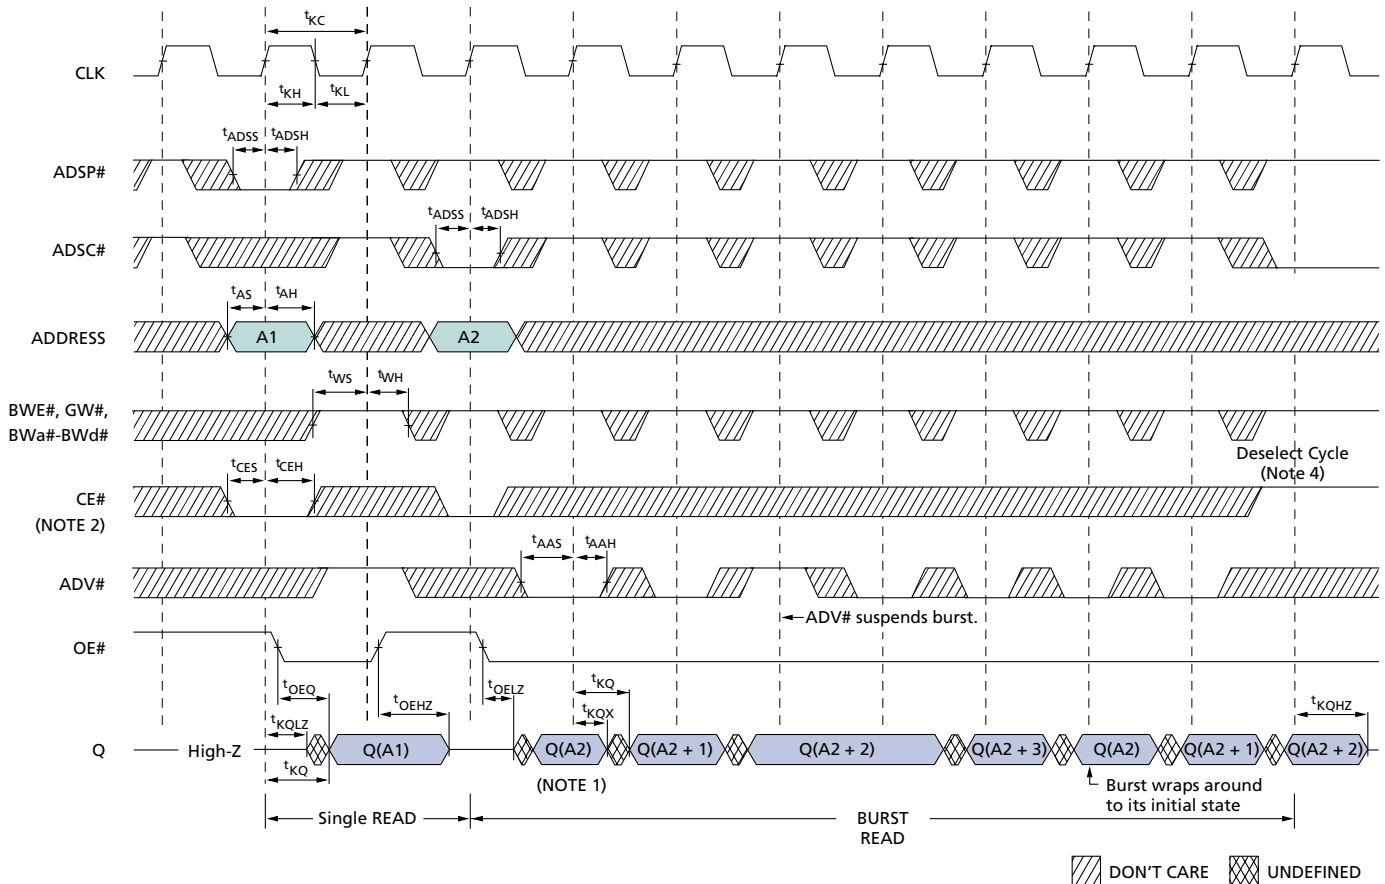 tKC
CLK
tKH
tKL
tADSS
tADSH
ADSP#
tADSS
tADSH
ADSC#
tAS
tAH
ADDRESS
A1
A2
tWS
tWH
BWE#, GW#,
BWa#-BWd#
Deselect Cycle
(Note 4)
tCES
tCEH
CE#
(NOTE 2)
tAAS
tAAH
ADV#
ADV# suspends burst.
OE#
tOEQ
tOEHZ
tOELZ
tKQ
tKQX
tKQHZ
tKQLZ
Q
High-Z
Q(A1)
Q(A2)
Q(A2 + 1)
Q(A2 + 2)
Q(A2 + 3)
Q(A2)
Q(A2 + 1)
Q(A2 + 2)
tKQ
(NOTE 1)
Burst wraps around
to its initial state
Single READ
BURST
READ
DON'T CARE
UNDEFINED